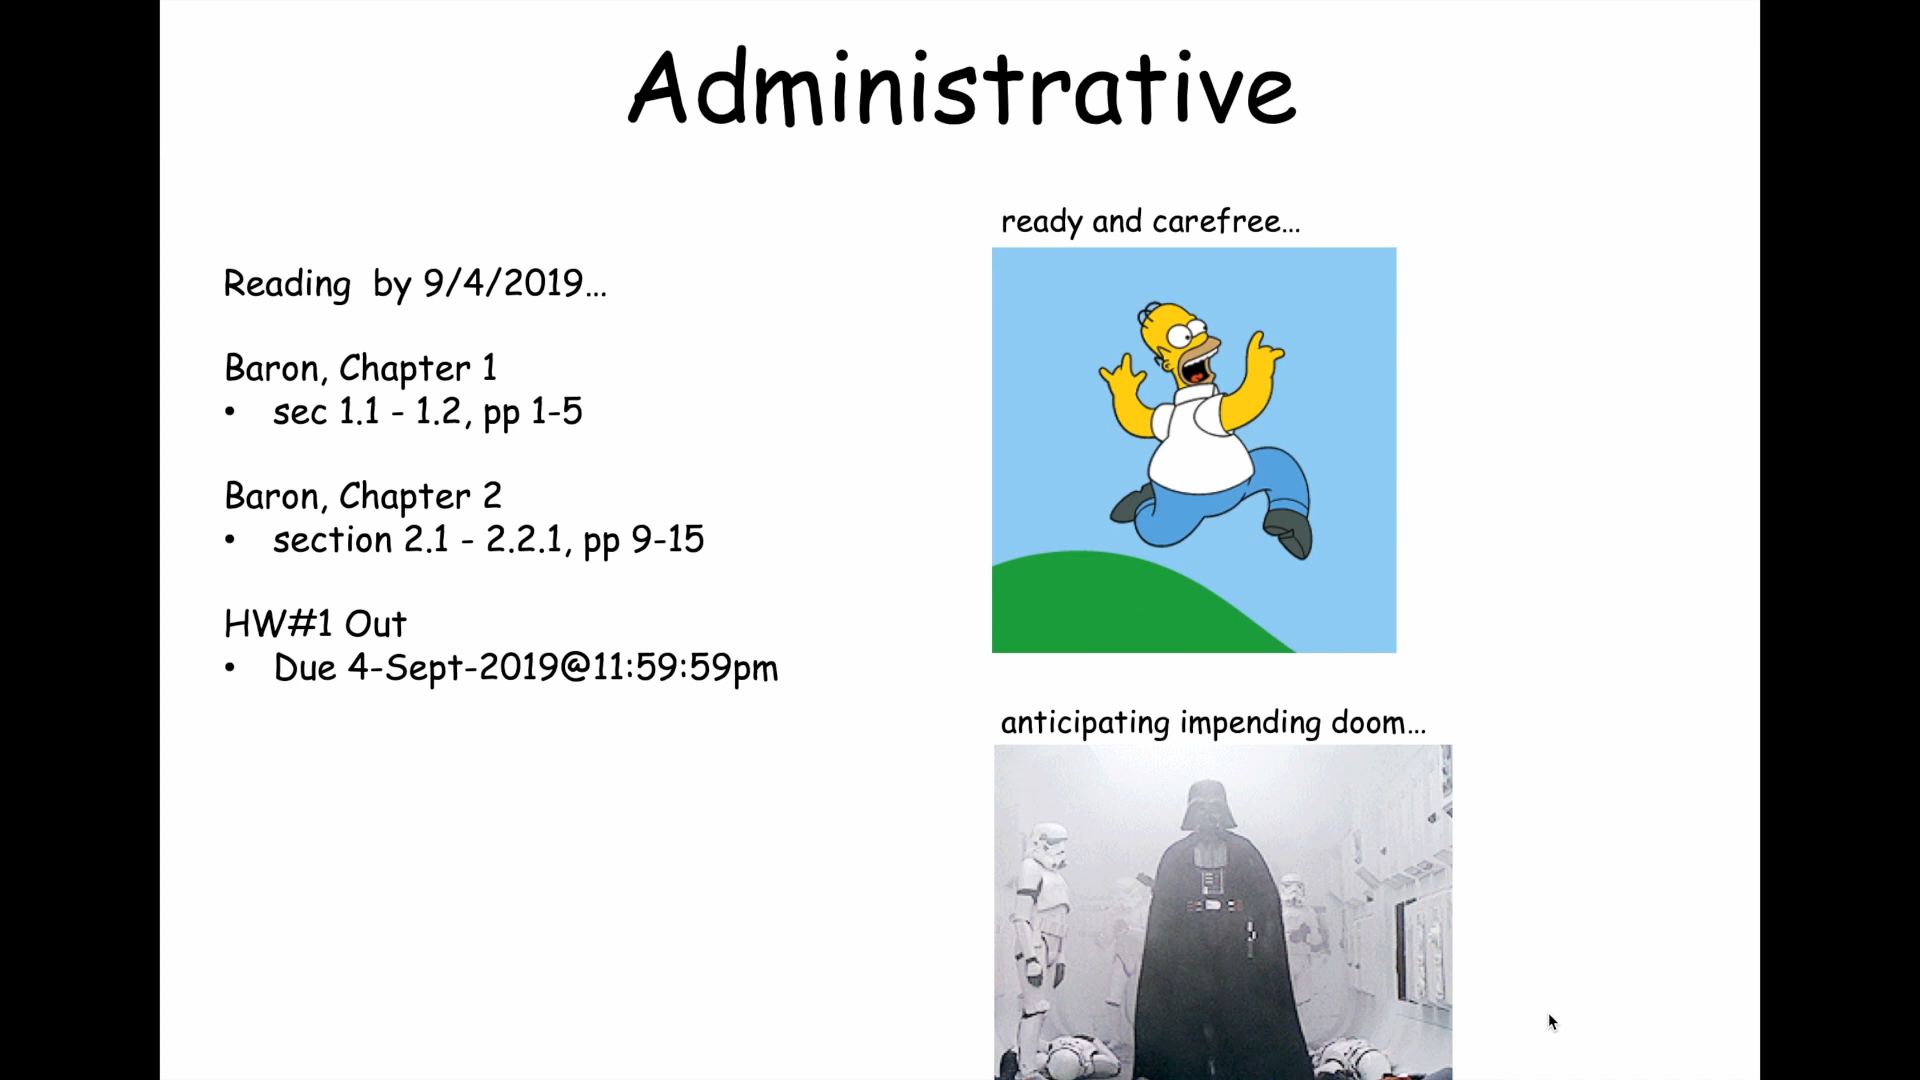 Administrative
Reading  by 9/4/2019...
Baron, Chapter 1
• sec 1.1 - 1.2, pp 1-5
Baron, Chapter 2
• section 2.1 - 2.2.1, pp 9-15
HW#1 Out
• Due 4-Sept-2019@11:59:59pm
ready and carefree...
anticipating impending doom...